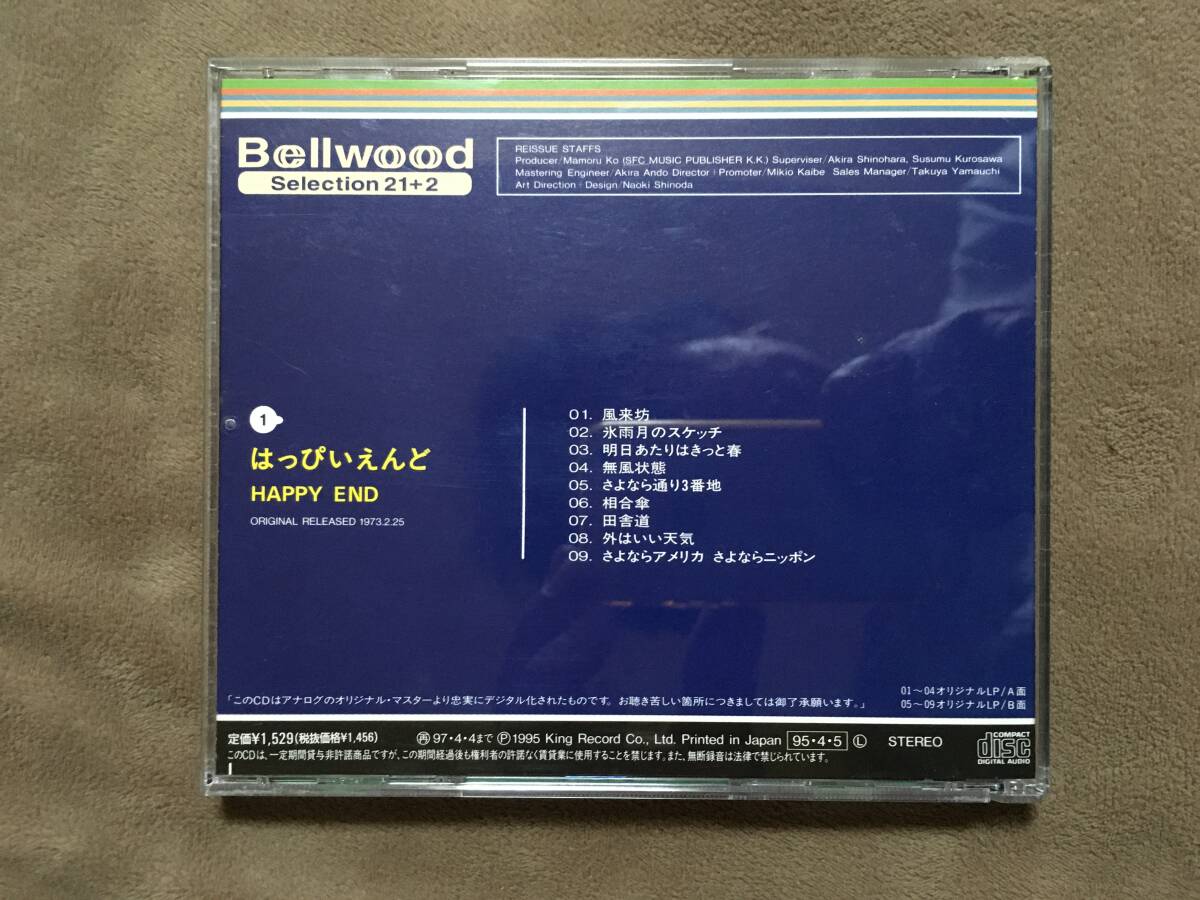 Bellwood
Selection 21+2
REISSUE STAFFS
Producer/Mamoru Ko (SFC MUSIC PUBLISHER K.K.) Superviser/Akira Shinohara, Susumu Kurosawa
Mastering Engineer/Akira Ando Director+Promoter/Mikio Kaibe Sales Manager/Takuya Yamauchi
Art Direction+Design/Naoki Shinoda
1
はっぴいえんど
HAPPY END
ORIGINAL RELEASED 1973.2.25
01. 風来坊
02. 氷雨月のスケッチ
03. 明日あたりはきっと春
04. 無風状態
05. さよなら通り3番地
06. 相合傘
07. 田舎道
08. 外はいい天気
09. さよならアメリカ さよならニッポン
「このCDはアナログのオリジナル・マスターより忠実にデジタル化されたものです。お聴き苦しい箇所につきましては御了承願います。」
01〜04オリジナルLP/A面
05〜09オリジナルLP/B面
定価¥1,529(税抜価格¥1,456) 再97・4・4まで Ⓟ1995 King Record Co., Ltd. Printed in Japan 95・4・5 Ⓛ STEREO
COMPACT disc DIGITAL AUDIO
このCDは、一定期間貸与非許諾商品ですが、この期間経過後も権利者の許諾なく賃貸業に使用することを禁じます。また、無断録音は法律で禁じられています。